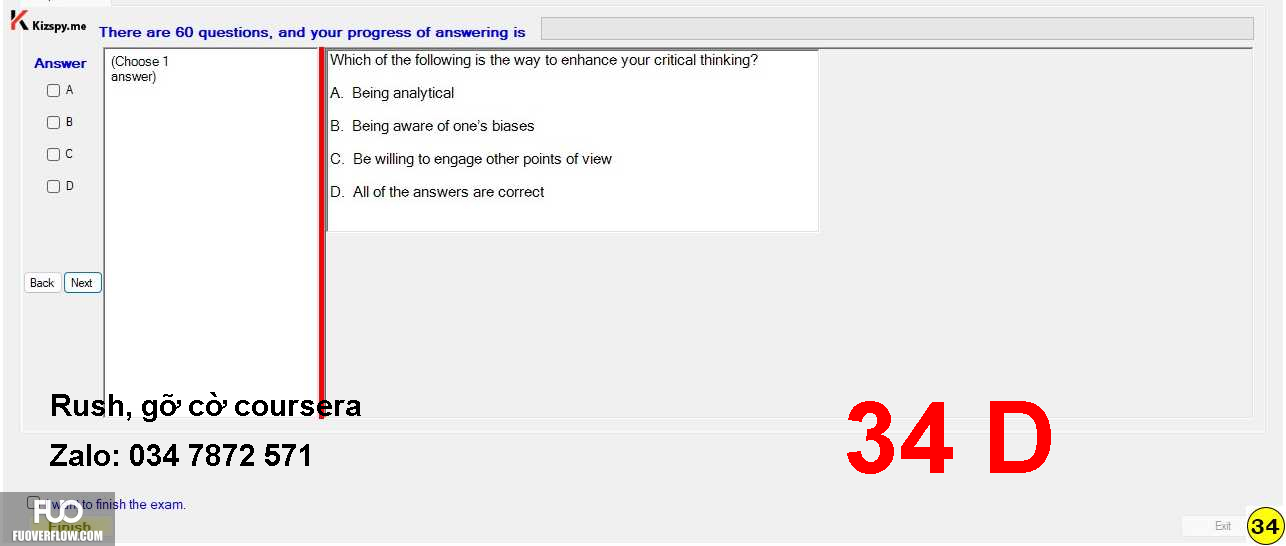 Kizspy.me
There are 60 questions, and your progress of answering is
Answer
(Choose 1
answer)
A
B
C
D
Which of the following is the way to enhance your critical thinking?
A. Being analytical
B. Being aware of one's biases
C. Be willing to engage other points of view
D. All of the answers are correct
Back
Next
Rush, gỡ cờ coursera
Zalo: 034 7872 571
34 D
I want to finish the exam.
Finish
FUO
FUOVERFLOW.COM
Exit
34